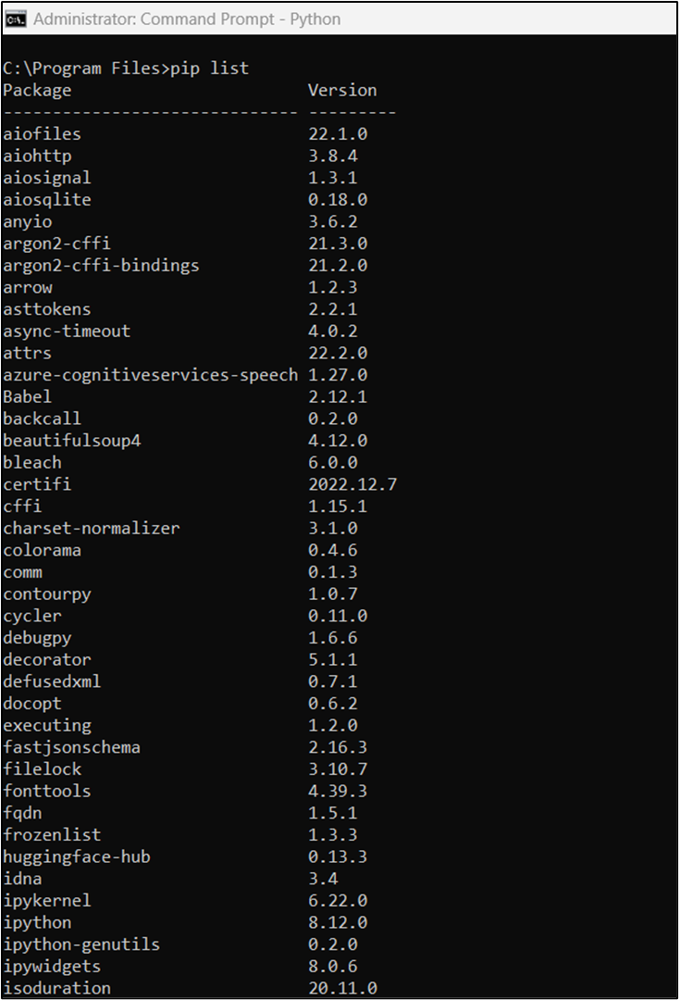 Administrator: Command Prompt - Python
C:\Program Files>pip list
Package                        Version
------------------------------ ---------
aiofiles                       22.1.0
aiohttp                        3.8.4
aiosignal                      1.3.1
aiosqlite                      0.18.0
anyio                          3.6.2
argon2-cffi                    21.3.0
argon2-cffi-bindings           21.2.0
arrow                          1.2.3
asttokens                      2.2.1
async-timeout                  4.0.2
attrs                          22.2.0
azure-cognitiveservices-speech 1.27.0
Babel                          2.12.1
backcall                       0.2.0
beautifulsoup4                 4.12.0
bleach                         6.0.0
certifi                        2022.12.7
cffi                           1.15.1
charset-normalizer             3.1.0
colorama                       0.4.6
comm                           0.1.3
contourpy                      1.0.7
cycler                         0.11.0
debugpy                        1.6.6
decorator                      5.1.1
defusedxml                     0.7.1
docopt                         0.6.2
executing                      1.2.0
fastjsonschema                 2.16.3
filelock                       3.10.7
fonttools                      4.39.3
fqdn                           1.5.1
frozenlist                     1.3.3
huggingface-hub                0.13.3
idna                           3.4
ipykernel                      6.22.0
ipython                        8.12.0
ipython-genutils               0.2.0
ipywidgets                     8.0.6
isoduration                    20.11.0